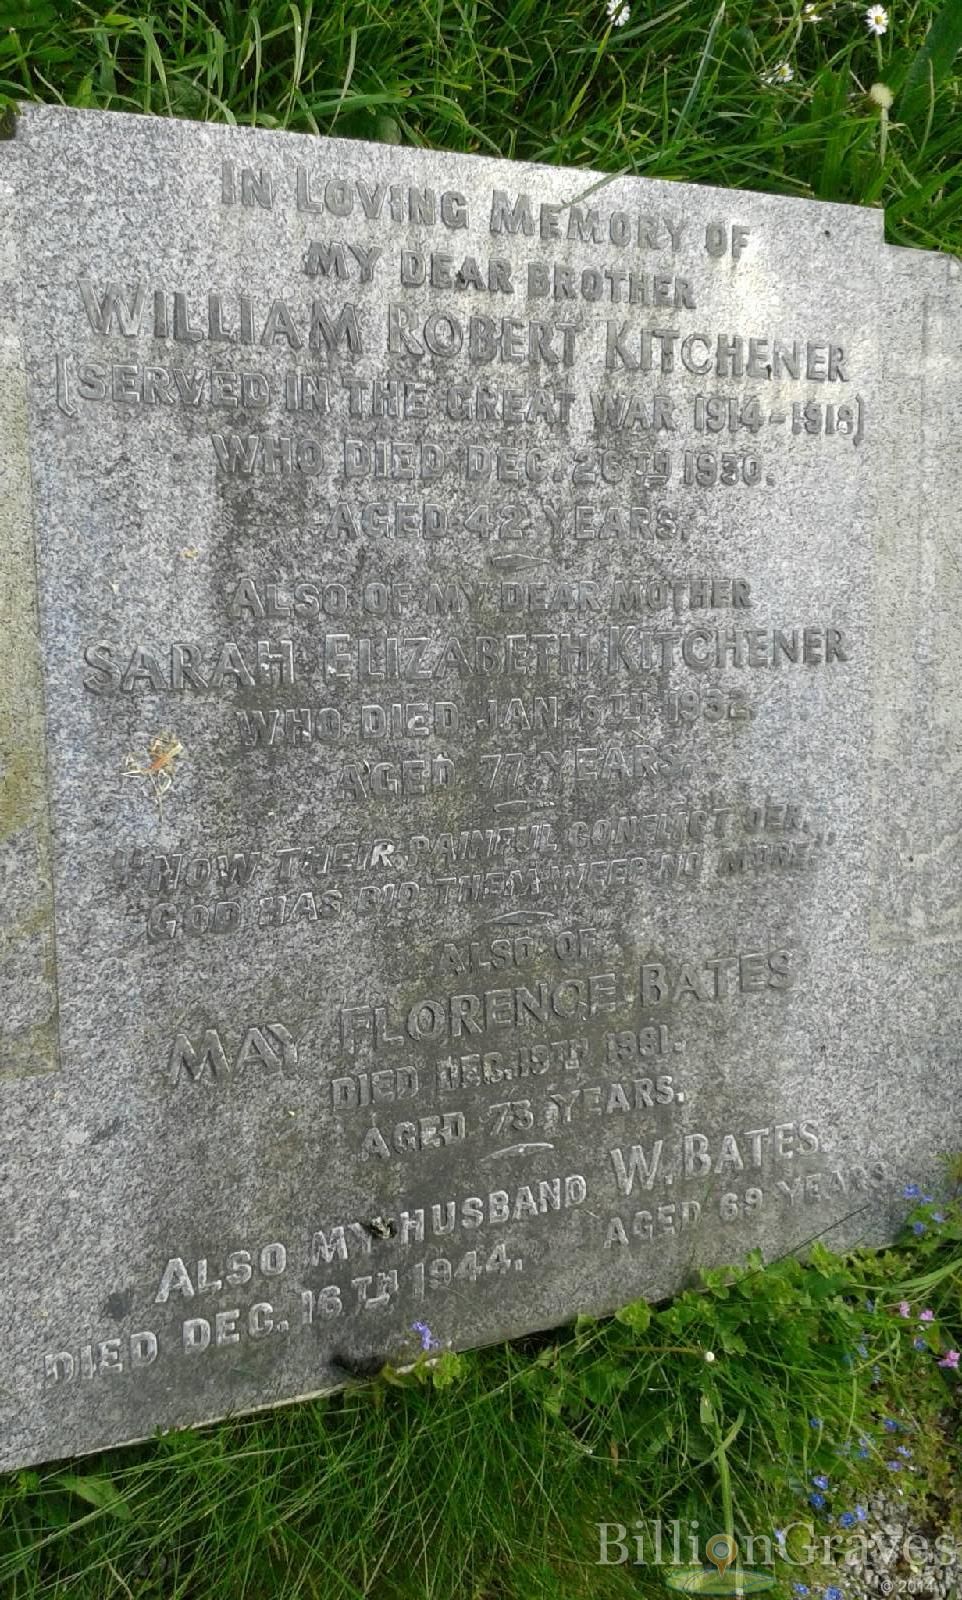 IN LOVING MEMORY OF
MY DEAR BROTHER
WILLIAM ROBERT KITCHENER
(SERVED IN THE GREAT WAR 1914-1918)
WHO DIED DEC. 26TH 1930.
AGED 42 YEARS.
ALSO OF MY DEAR MOTHER
SARAH ELIZABETH KITCHENER
WHO DIED JAN. 6TH 1932.
AGED 77 YEARS.
"NOW THEIR PAINFUL CONFLICT O'ER,
GOD HAS BID THEM WEEP NO MORE."
ALSO OF
MAY FLORENCE BATES
DIED DEC. 19TH 1961.
AGED 75 YEARS.
ALSO MY HUSBAND W. BATES.
DIED DEC. 16TH 1944. AGED 69 YEARS
BillionGraves
© 2014